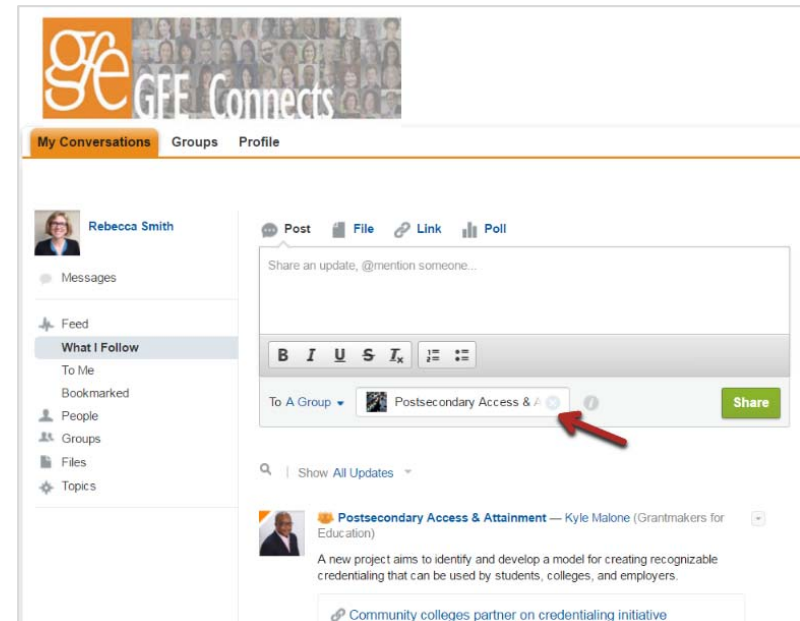 gfe
GFE Connects
My Conversations Groups Profile
Rebecca Smith
Messages
Feed
What I Follow
To Me
Bookmarked
People
Groups
Files
Topics
Post File Link Poll
Share an update, @mention someone...
B I U S Tx
To A Group Postsecondary Access & A
Share
Show All Updates
Postsecondary Access & Attainment — Kyle Malone (Grantmakers for
Education)
A new project aims to identify and develop a model for creating recognizable
credentialing that can be used by students, colleges, and employers.
Community colleges partner on credentialing initiative